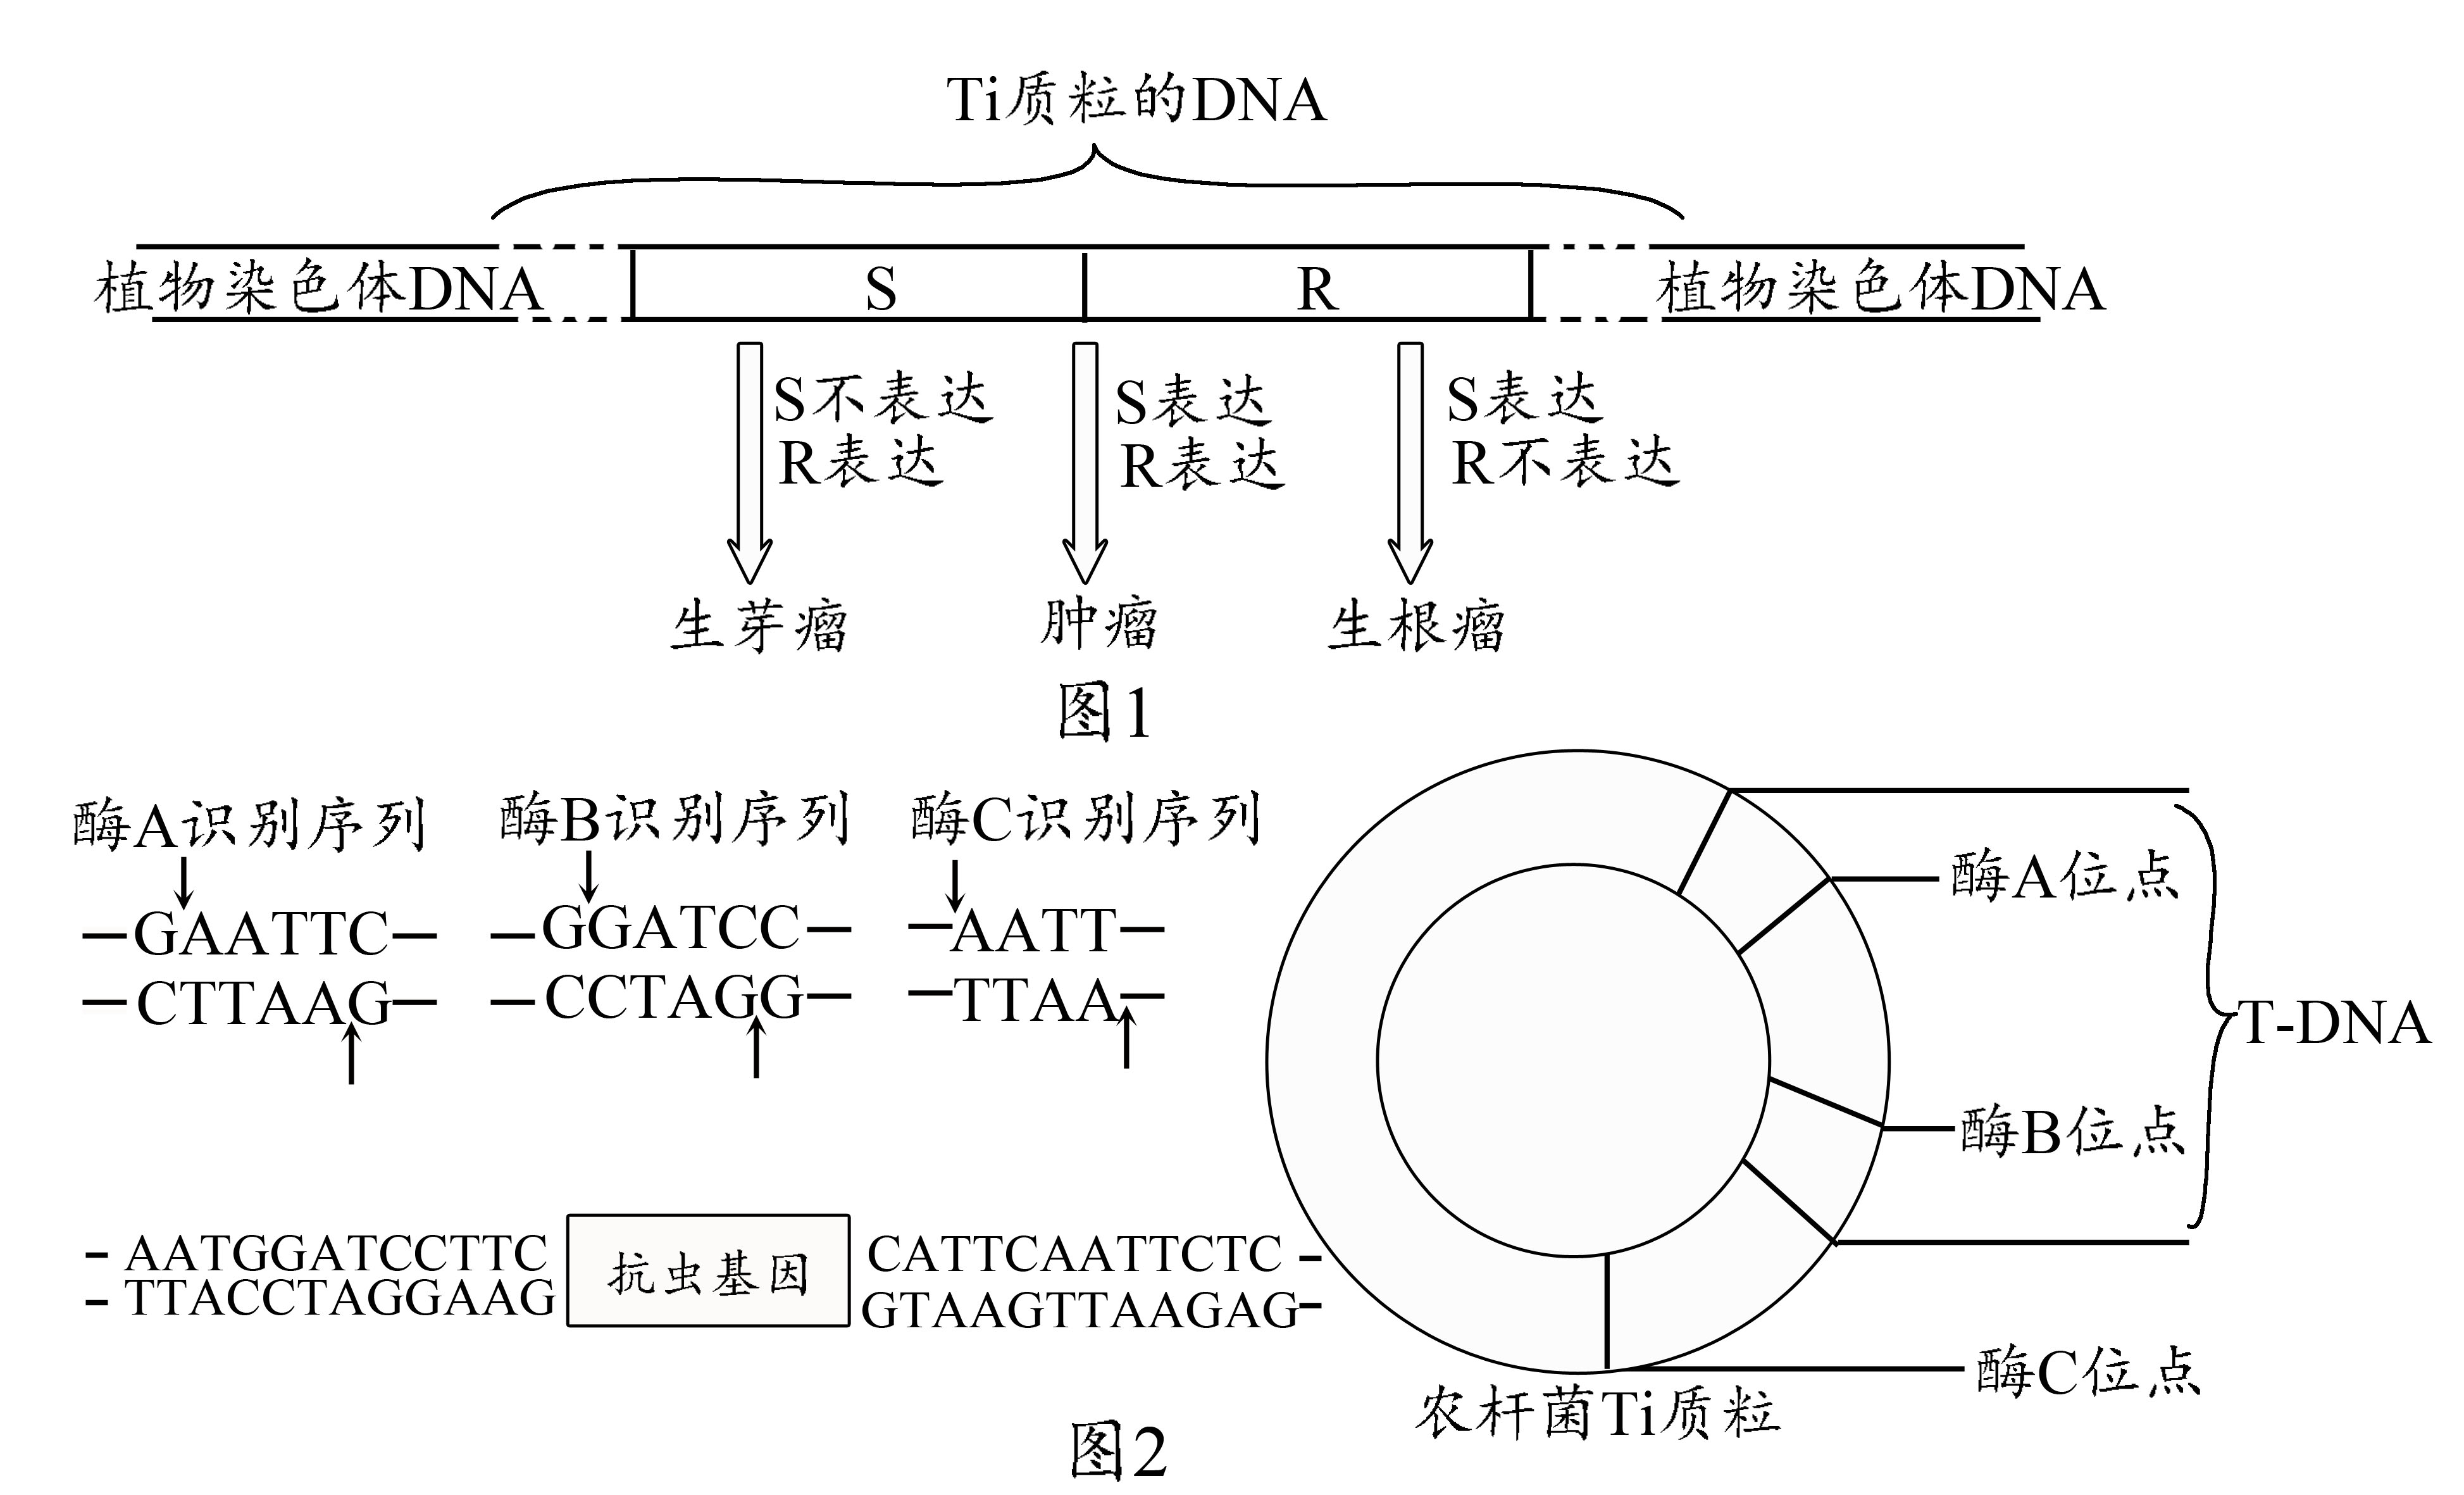 Ti质粒的DNA
植物染色体DNA
S
R
植物染色体DNA
S不表达
R表达
S表达
R表达
S表达
R不表达
生芽瘤
肿瘤
生根瘤
图1
酶A识别序列
酶B识别序列
酶C识别序列
GAATTC
CTTAAG
GGATCC
CCTAGG
AATT
TTAA
酶A位点
T-DNA
酶B位点
AATGGATCCTTC
TTACCTAGGAAG
抗虫基因
CATTCAATTCTC
GTAAGTTAAGAG
酶C位点
农杆菌Ti质粒
图2